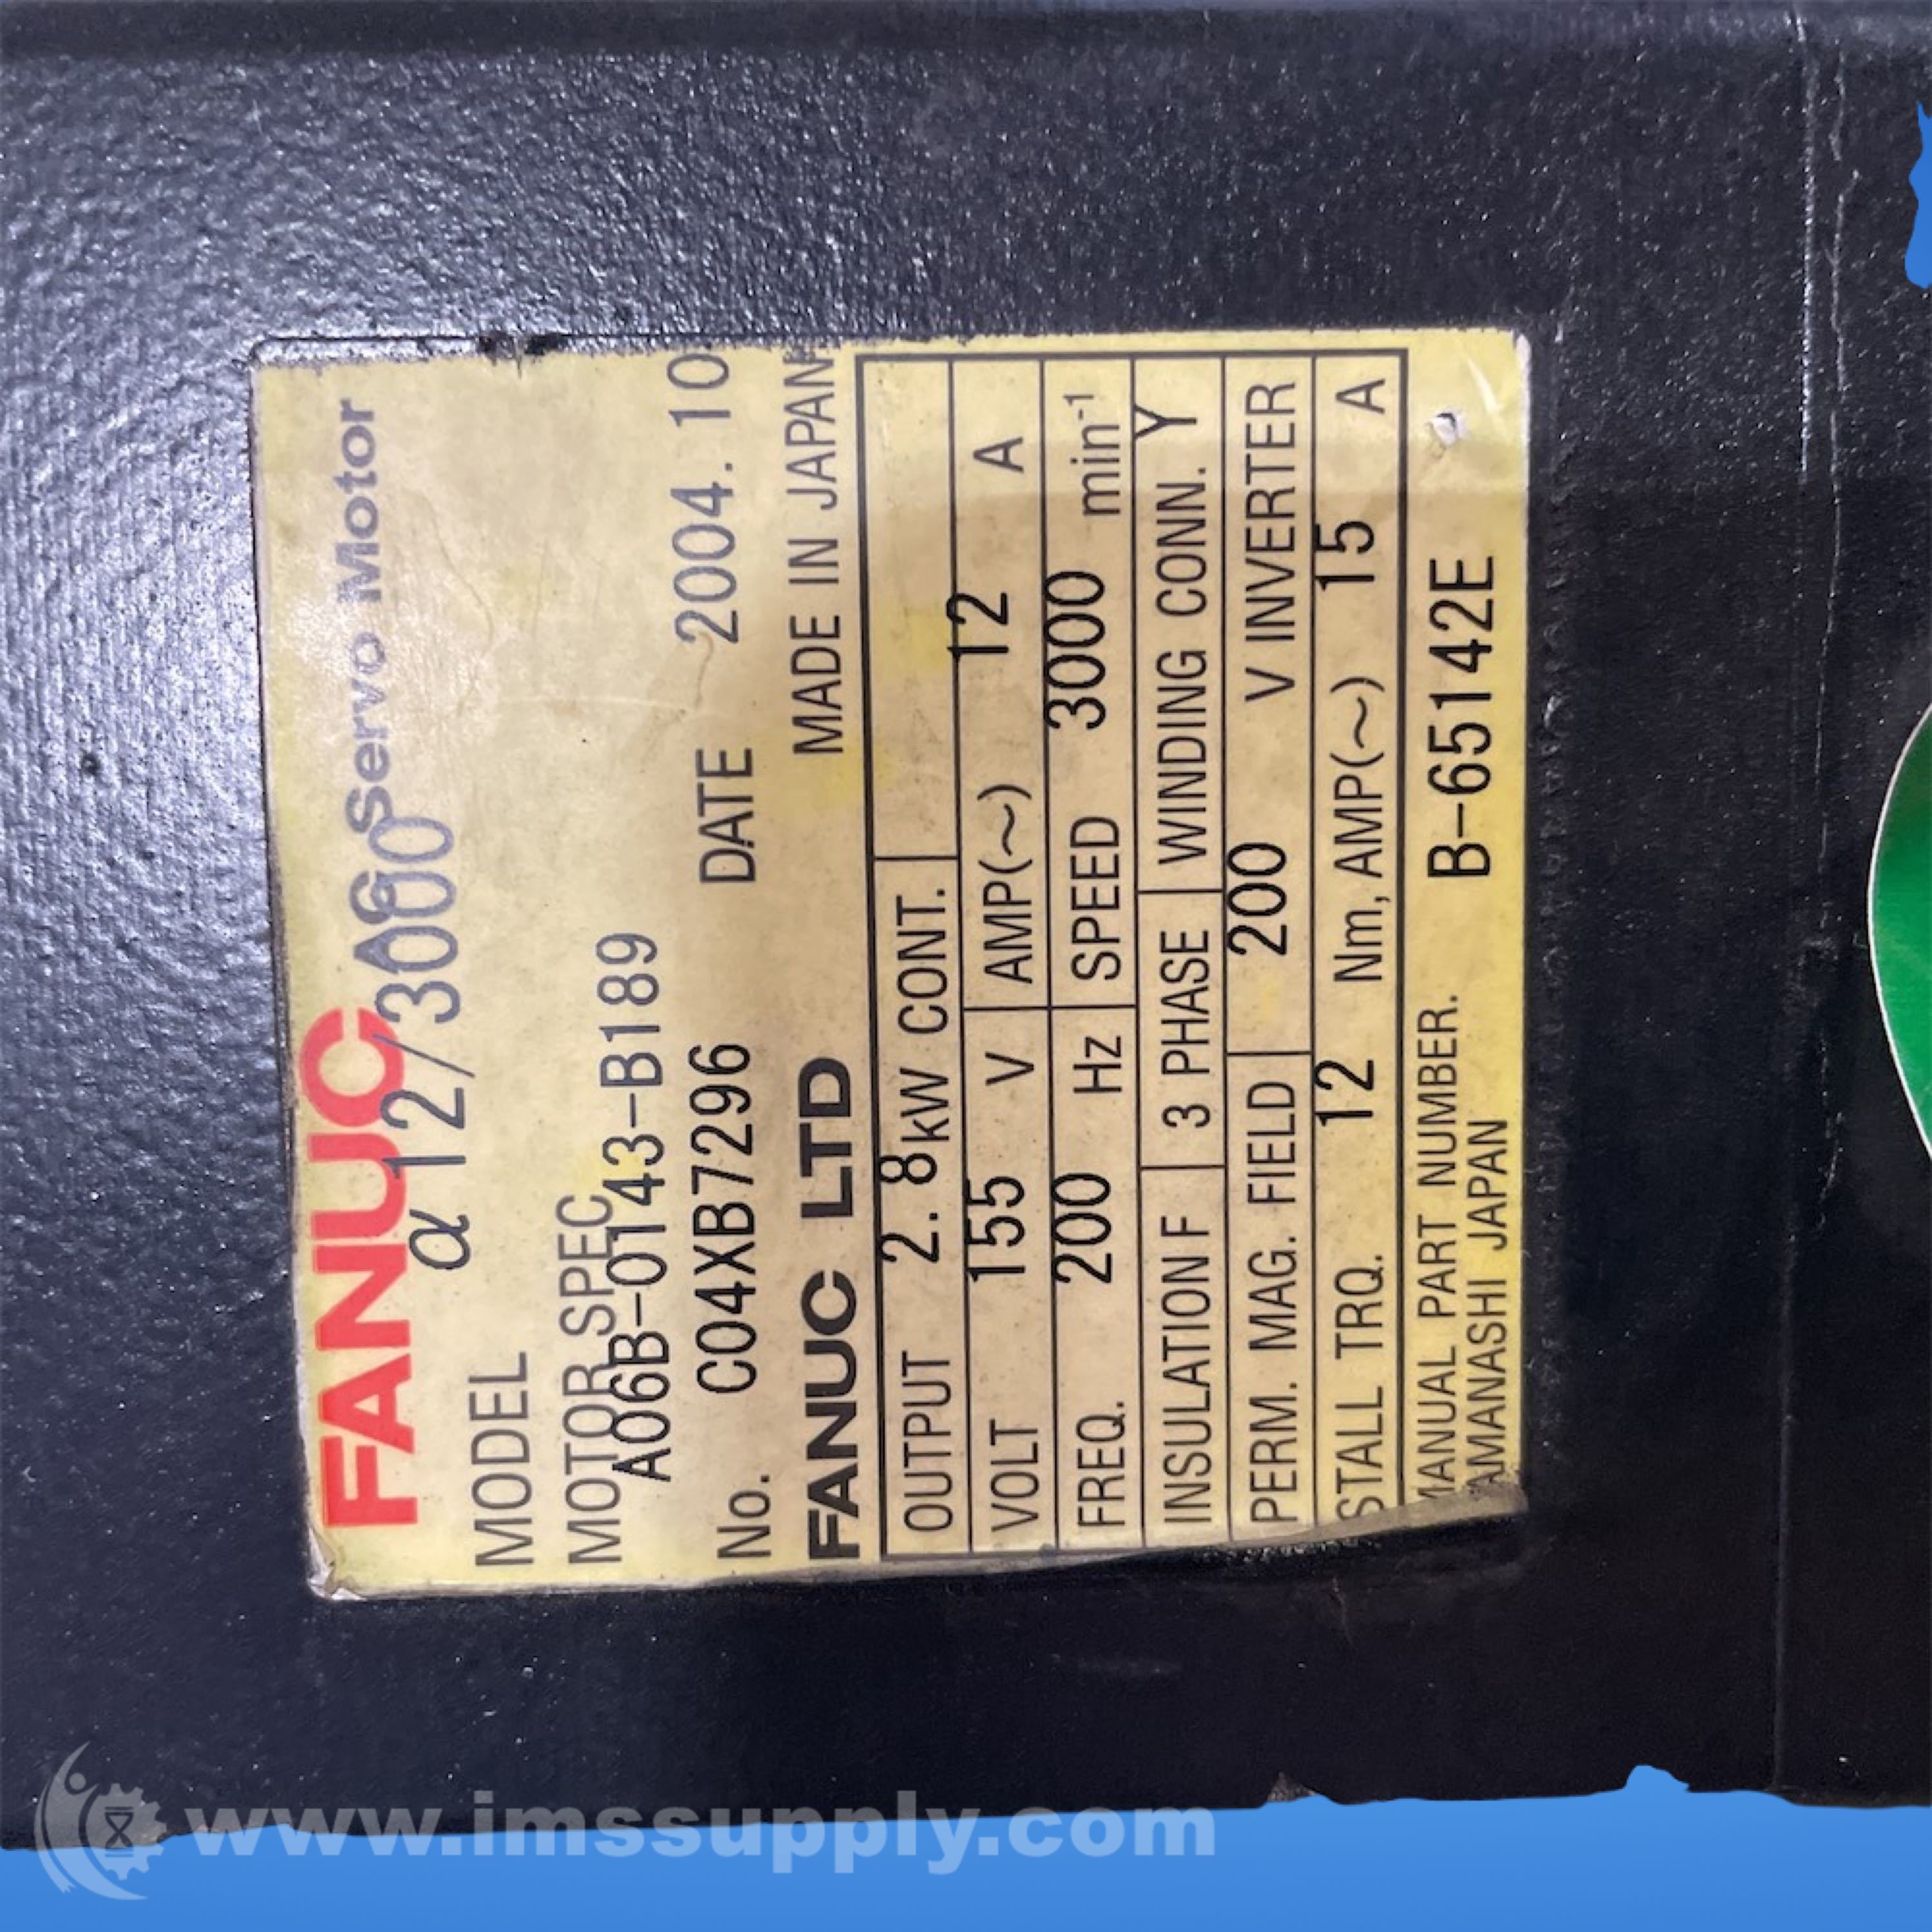 FANUC AC Servo Motor
MODEL α12/3000
MOTOR SPEC
A06B-0143-B189
No. C04XB7296 DATE 2004.10
FANUC LTD MADE IN JAPAN
OUTPUT 2.8 kW CONT.
VOLT 155 V AMP(~) 12 A
FREQ. 200 Hz SPEED 3000 min-1
INSULATION F 3 PHASE WINDING CONN. Y
PERM. MAG. FIELD 200 V INVERTER
STALL TRQ. 12 Nm, AMP(~) 15 A
MANUAL PART NUMBER. B-65142E
YAMANASHI JAPAN
www.imssupply.com